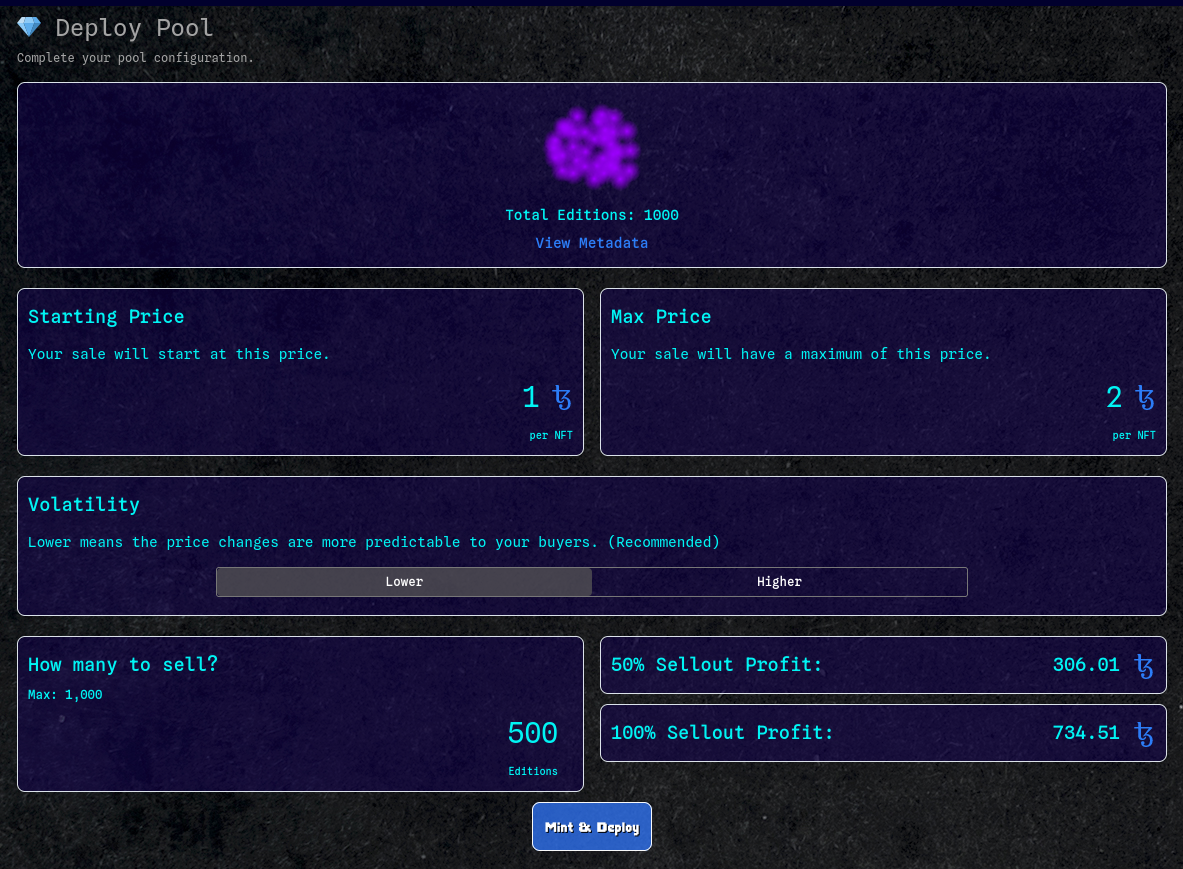 💎 Deploy Pool
Complete your pool configuration.
Total Editions: 1000
View Metadata
Starting Price
Your sale will start at this price.
1 ꜩ
per NFT
Max Price
Your sale will have a maximum of this price.
2 ꜩ
per NFT
Volatility
Lower means the price changes are more predictable to your buyers. (Recommended)
Lower
Higher
How many to sell?
Max: 1,000
500
Editions
50% Sellout Profit: 306.01 ꜩ
100% Sellout Profit: 734.51 ꜩ
Mint & Deploy